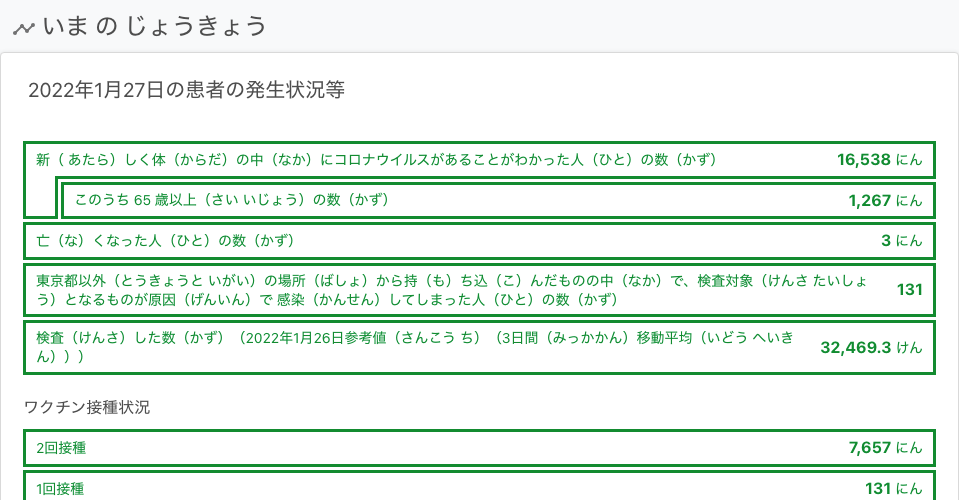 いま の じょうきょう
2022年1月27日の患者の発生状況等
新（ あたら）しく体（からだ）の中（なか）にコロナウイルスがあることがわかった人（ひと）の数（かず） 16,538 にん
このうち 65 歳以上（さい いじょう）の数（かず） 1,267 にん
亡（な）くなった人（ひと）の数（かず） 3 にん
東京都以外（とうきょうと いがい）の場所（ばしょ）から持（も）ち込（こ）んだものの中（なか）で、検査対象（けんさ たいしょ
う）となるものが原因（げんいん）で 感染（かんせん）してしまった人（ひと）の数（かず） 131
検査（けんさ）した数（かず）（2022年1月26日参考値（さんこう ち）（3日間（みっかかん）移動平均（いどう へいき
ん））） 32,469.3 けん
ワクチン接種状況
2回接種 7,657 にん
1回接種 131 にん